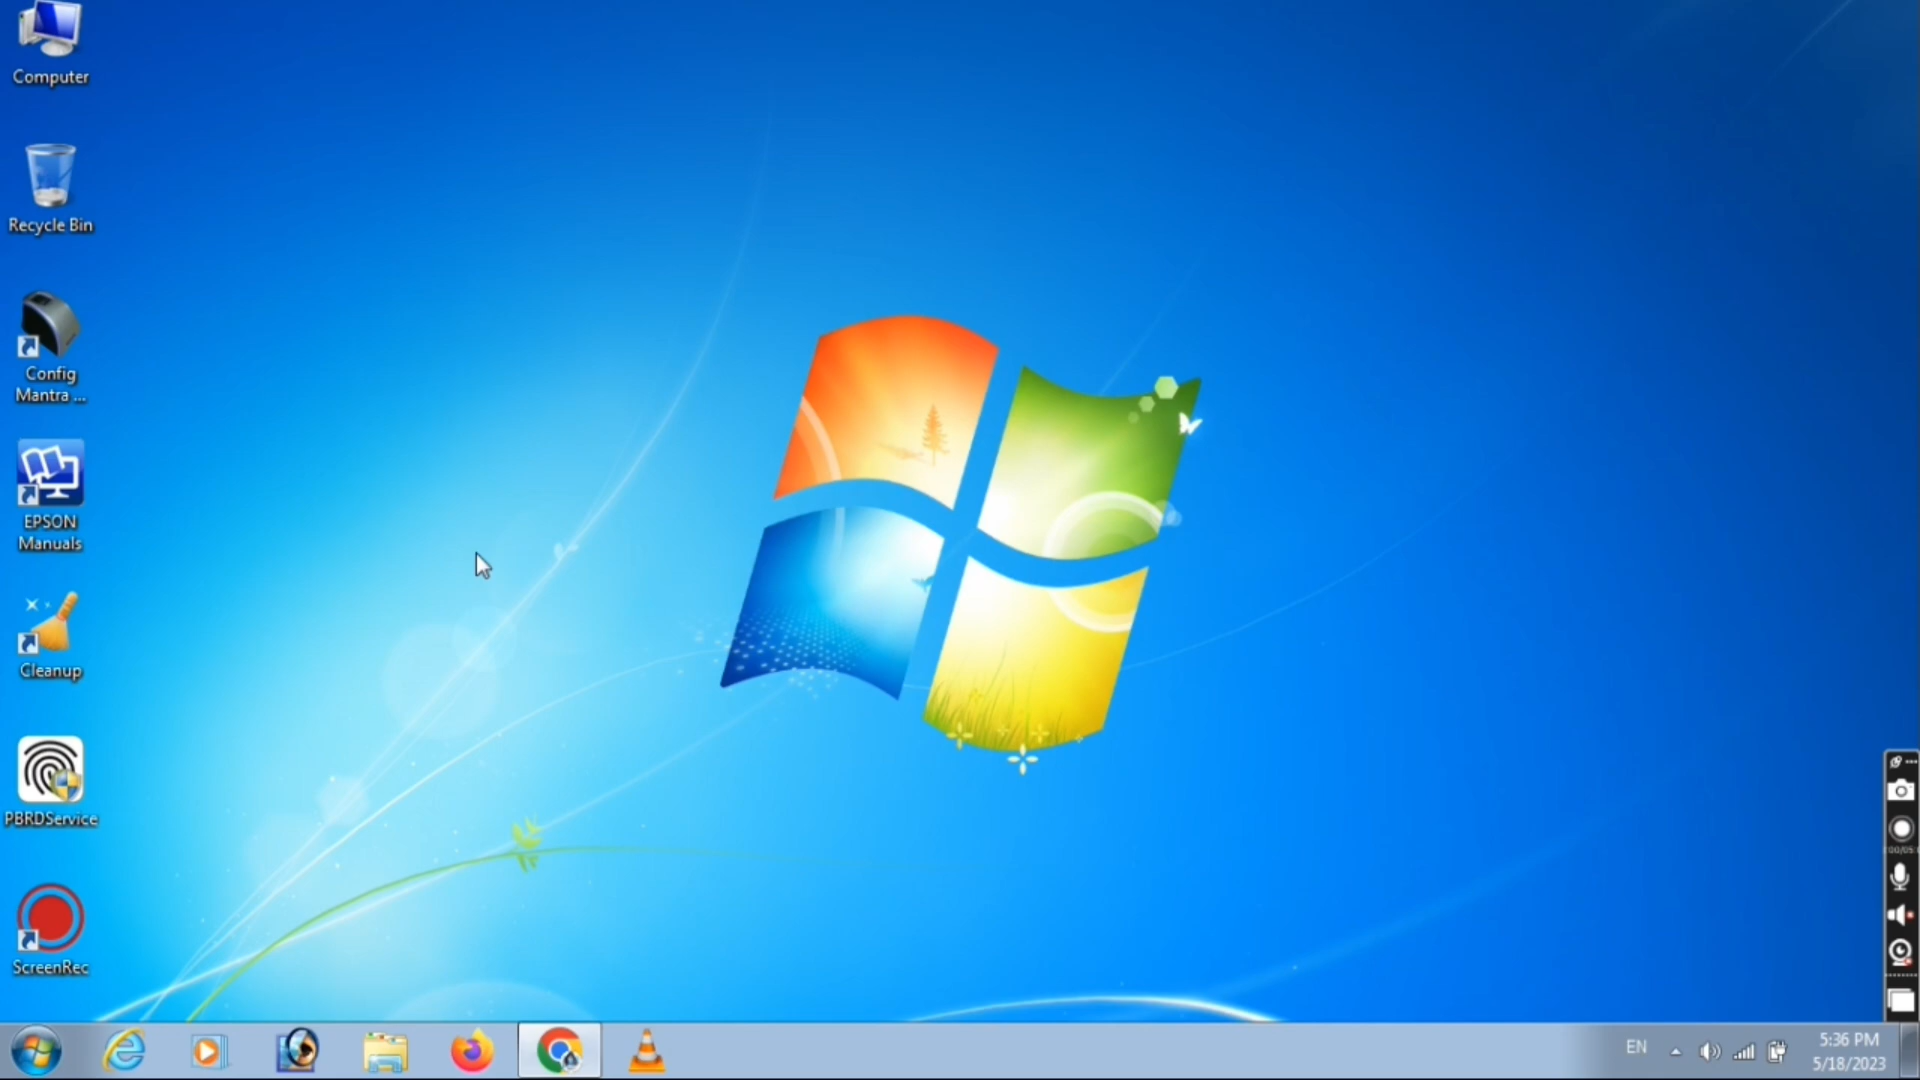 Computer
Recycle Bin
Config
Mantra ...
EPSON
Manuals
Cleanup
PBRDService
ScreenRec
EN
5:36 PM
5/18/2023